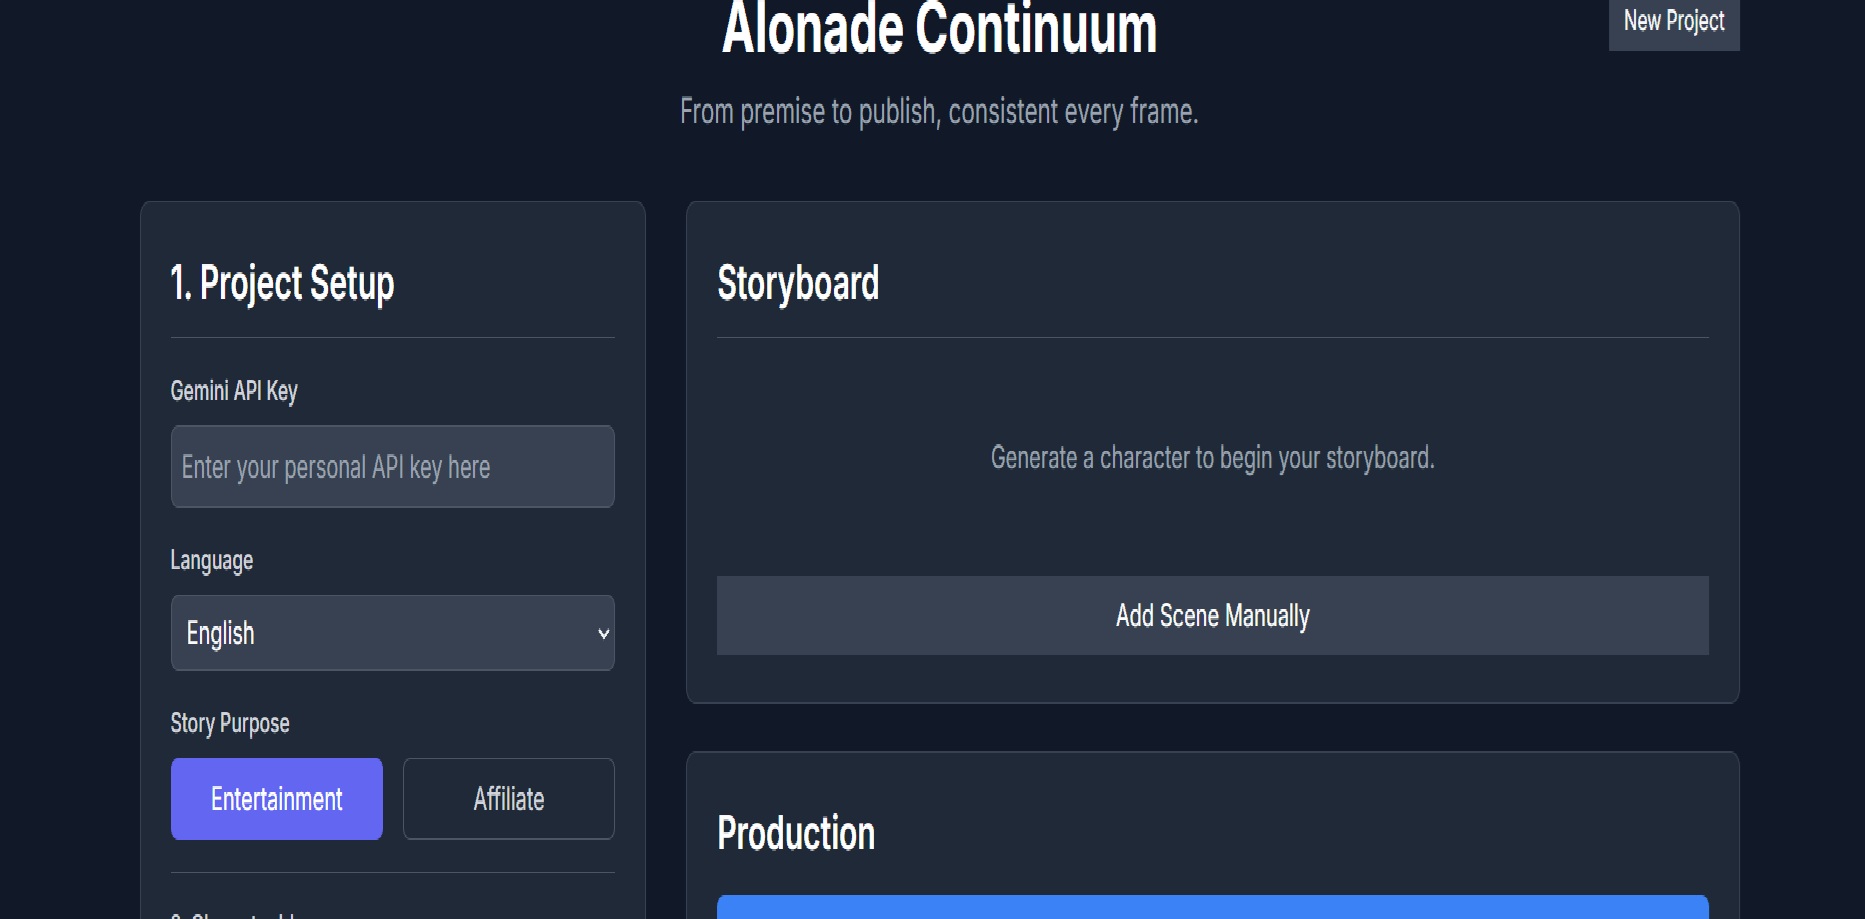 Alonade Continuum
New Project
From premise to publish, consistent every frame.
1. Project Setup
Gemini API Key
Enter your personal API key here
Language
English
Story Purpose
Entertainment
Affiliate
Storyboard
Generate a character to begin your storyboard.
Add Scene Manually
Production